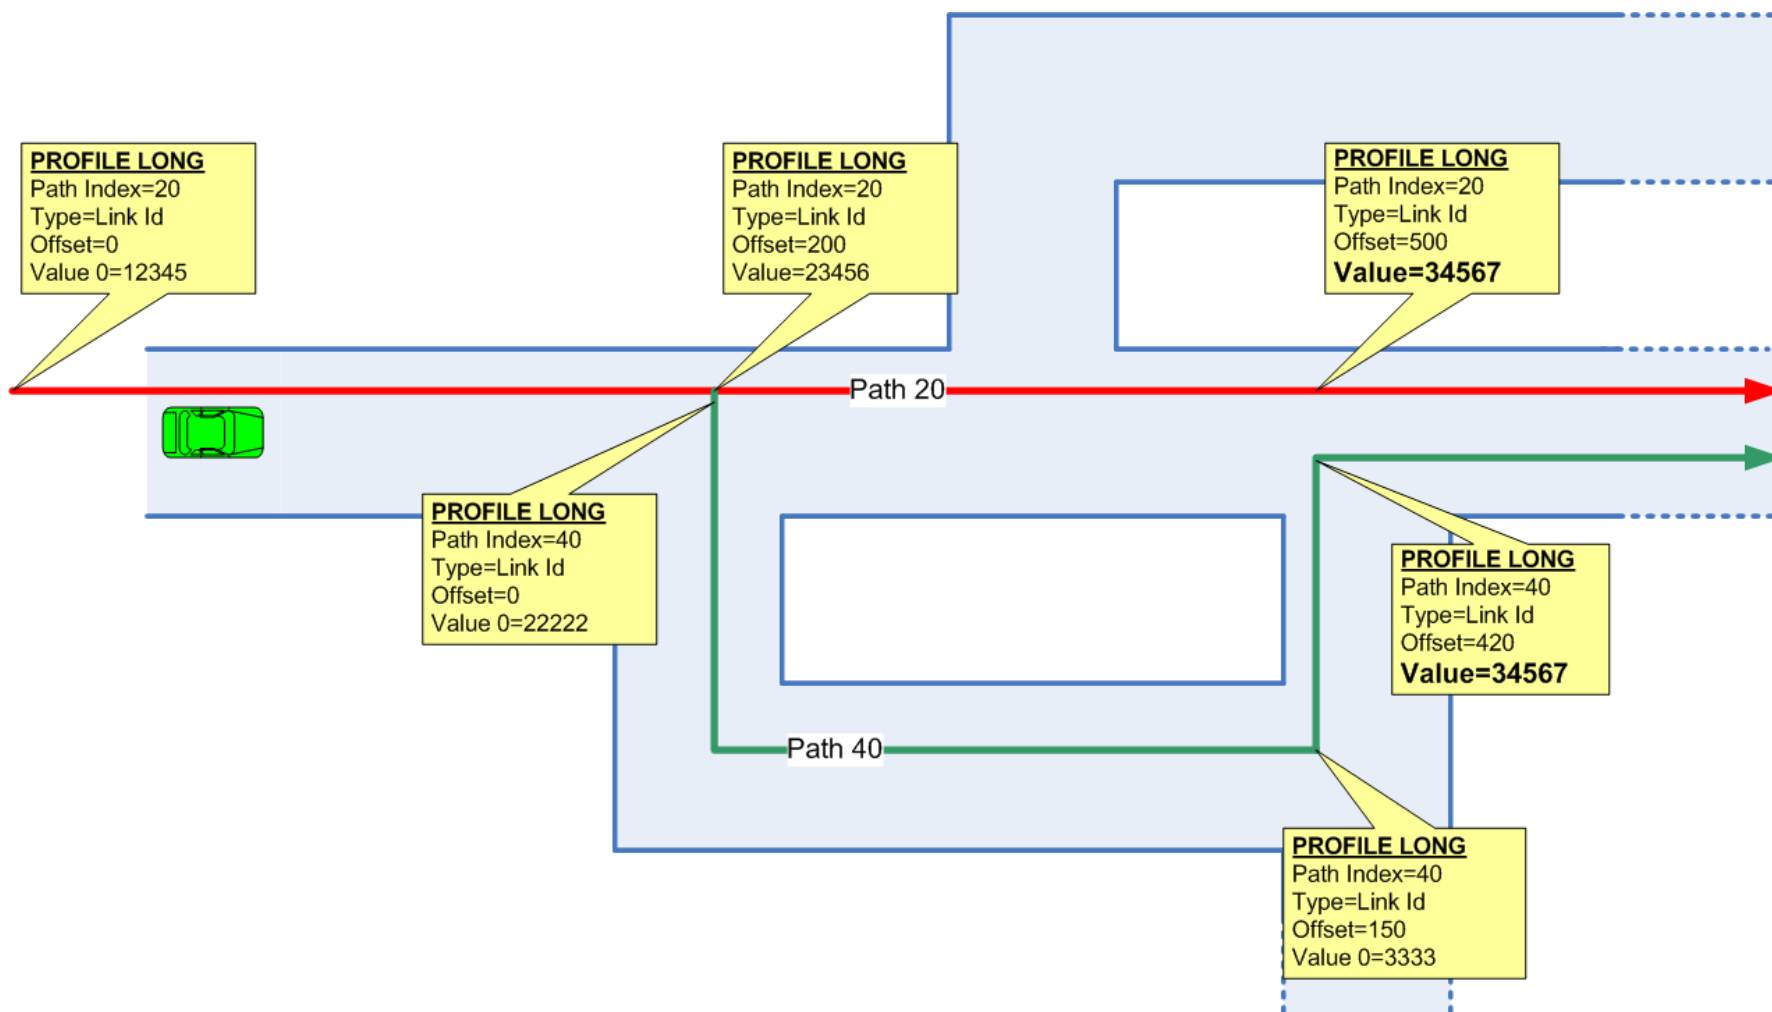 PROFILE LONG
Path Index=20
Type=Link Id
Offset=0
Value 0=12345
PROFILE LONG
Path Index=20
Type=Link Id
Offset=200
Value=23456
PROFILE LONG
Path Index=20
Type=Link Id
Offset=500
Value=34567
Path 20
PROFILE LONG
Path Index=40
Type=Link Id
Offset=0
Value 0=22222
PROFILE LONG
Path Index=40
Type=Link Id
Offset=420
Value=34567
Path 40
PROFILE LONG
Path Index=40
Type=Link Id
Offset=150
Value 0=3333